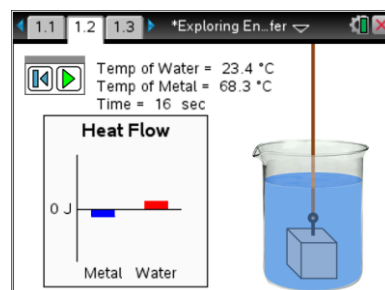 1.1 1.2 1.3 *Exploring En...fer
Temp of Water = 23.4 °C
Temp of Metal = 68.3 °C
Time = 16 sec
Heat Flow
0 J
Metal Water